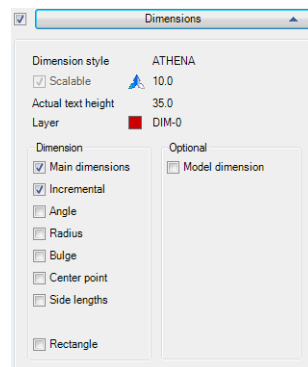 Dimensions
Dimension style ATHENA
Scalable 10.0
Actual text height 35.0
Layer DIM-0
Dimension Optional
Main dimensions Model dimension
Incremental
Angle
Radius
Bulge
Center point
Side lengths
Rectangle